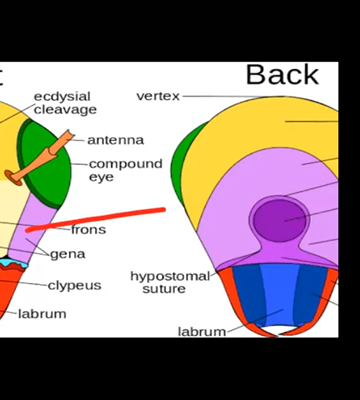 t
Back
ecdysial
cleavage
vertex
antenna
compound
eye
frons
gena
hypostomal
suture
clypeus
labrum
labrum